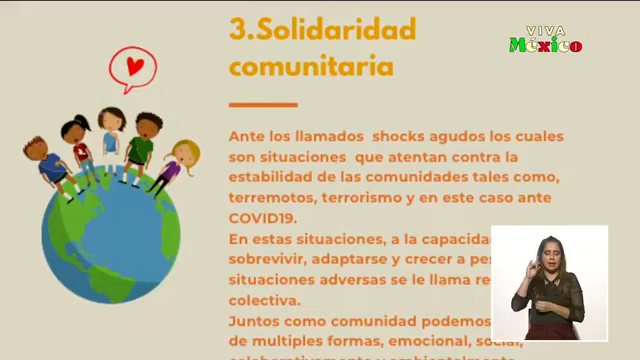 3.Solidaridad
comunitaria
VIVA
México
Ante los llamados shocks agudos los cuales
son situaciones que atentan contra la
estabilidad de las comunidades tales como,
terremotos, terrorismo y en este caso ante
COVID19.
En estas situaciones, a la capacidad
sobrevivir, adaptarse y crecer a
situaciones adversas se le llama
colectiva.
Juntos como comunidad podemos
de multiples formas, emocional, social,